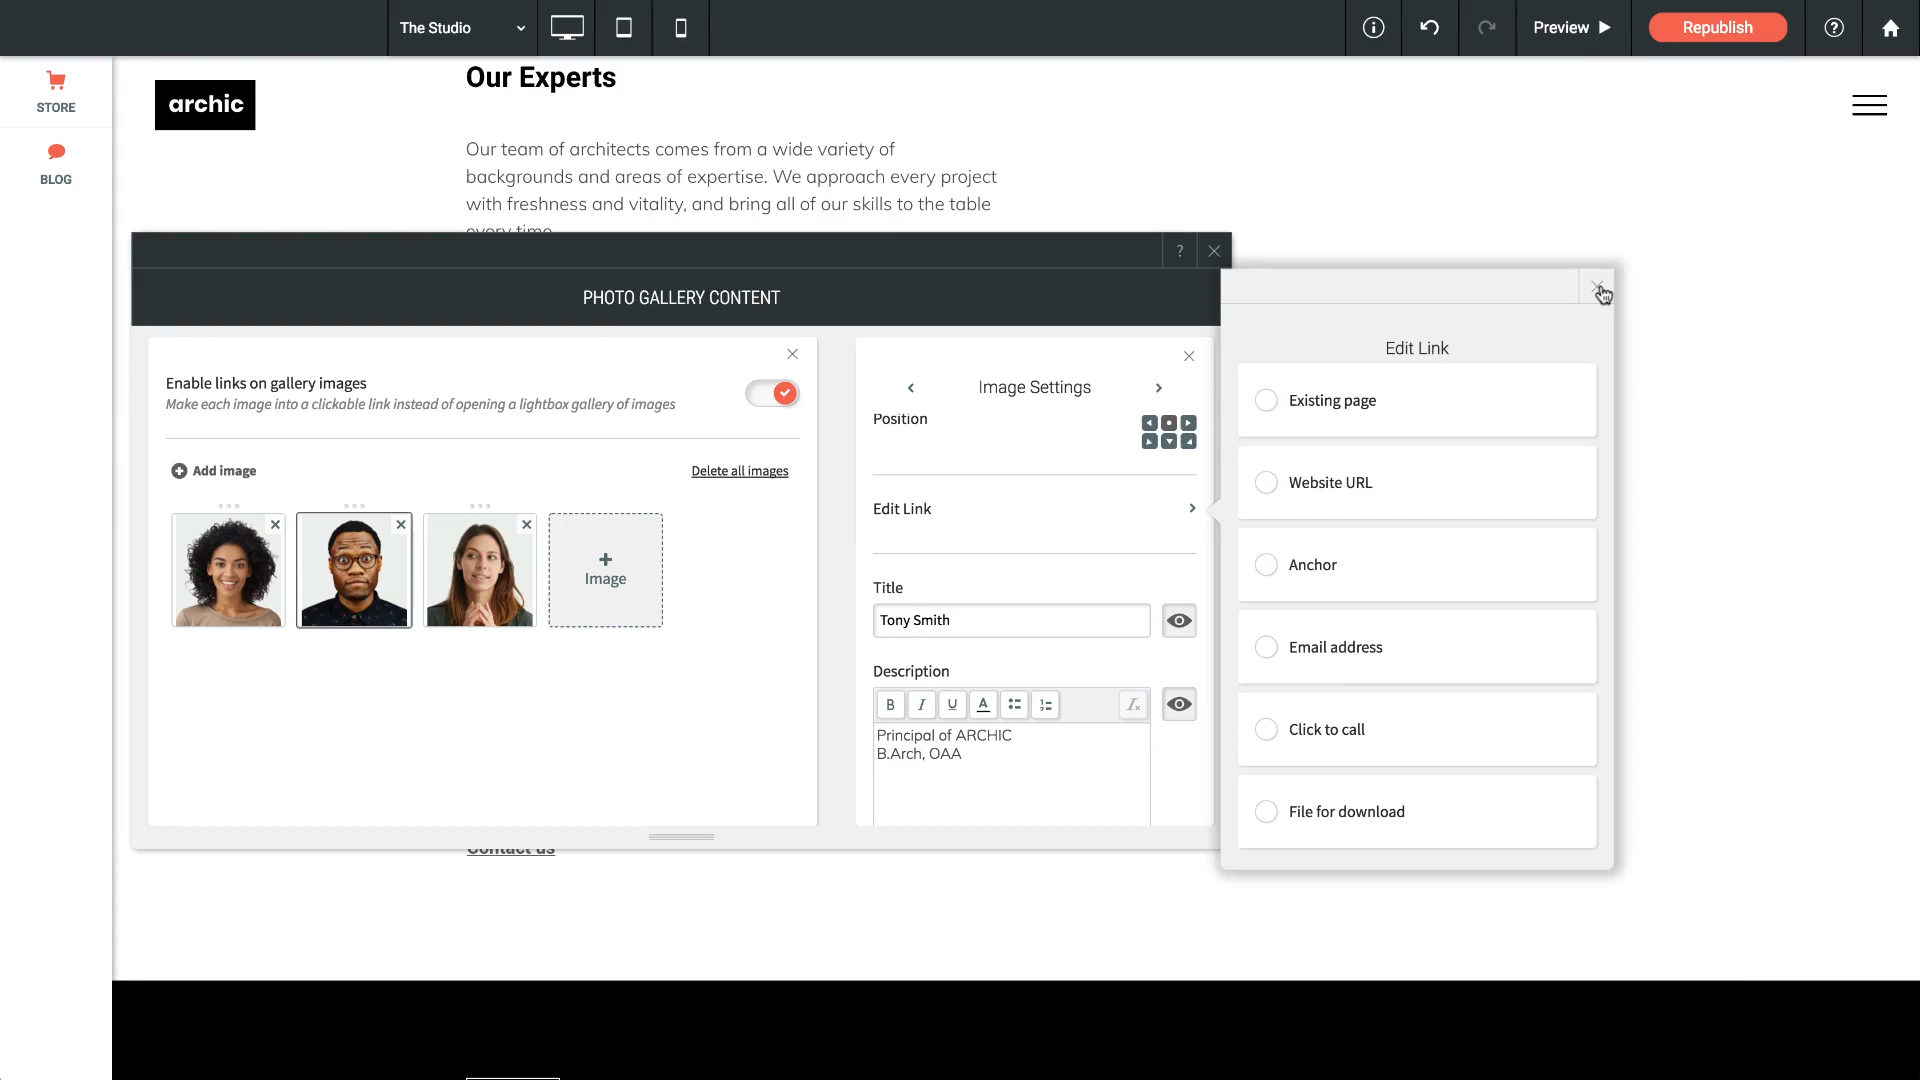 The Studio
Preview
Republish
STORE
BLOG
archic
Our Experts
Our team of architects comes from a wide variety of
backgrounds and areas of expertise. We approach every project
with freshness and vitality, and bring all of our skills to the table
every time.
?
PHOTO GALLERY CONTENT
Enable links on gallery images
Make each image into a clickable link instead of opening a lightbox gallery of images
Add image
Delete all images
Image
Image Settings
Position
Edit Link
Title
Tony Smith
Description
B I U A
Principal of ARCHIC
B.Arch, OAA
Edit Link
Existing page
Website URL
Anchor
Email address
Click to call
File for download
Contact us